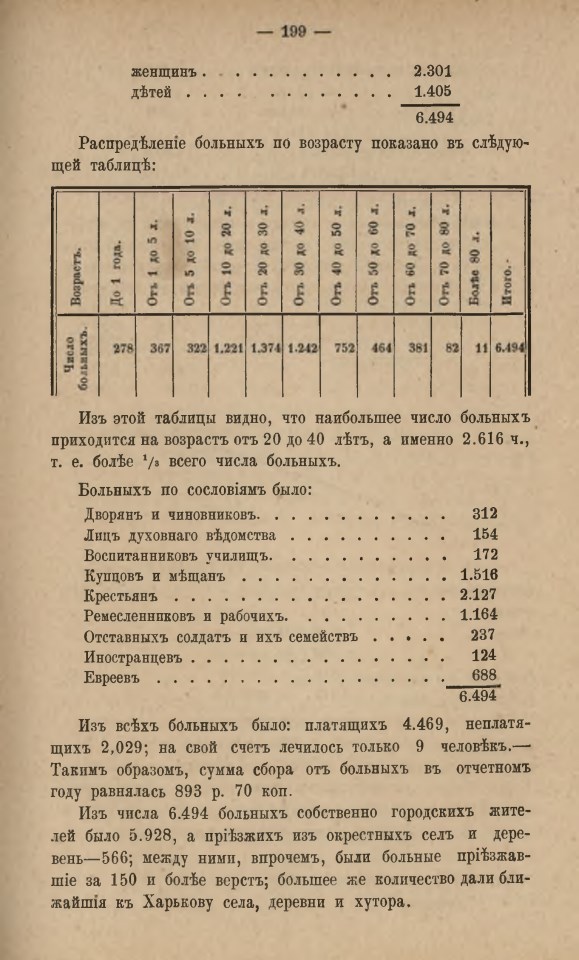 — 199 —
женщинъ . . . . . . . . . . . . 2.301
дѣтей . . . . . . . . . . . . 1.405
6.494
Распредѣленіе больныхъ по возрасту показано въ слѣдую-
щей таблицѣ:
Возрастъ. До 1 года. Отъ 1 до 5 л. Отъ 5 до 10 л. Отъ 10 до 20 л. Отъ 20 до 30 л. Отъ 30 до 40 л. Отъ 40 до 50 л. Отъ 50 до 60 л. Отъ 60 до 70 л. Отъ 70 до 80 л. Болѣе 80 л. Итого.
Число больныхъ. 278 367 322 1.221 1.374 1.242 752 464 381 82 11 6.494
Изъ этой таблицы видно, что наибольшее число больныхъ
приходится на возрастъ отъ 20 до 40 лѣтъ, а именно 2.616 ч.,
т. е. болѣе ¹/₃ всего числа больныхъ.
Больныхъ по сословіямъ было:
Дворянъ и чиновниковъ. . . . . . . . . . . 312
Лицъ духовнаго вѣдомства . . . . . . . . . 154
Воспитанниковъ училищъ. . . . . . . . . . 172
Купцовъ и мѣщанъ . . . . . . . . . . . . 1.516
Крестьянъ . . . . . . . . . . . . . . . 2.127
Ремесленниковъ и рабочихъ. . . . . . . . . 1.164
Отставныхъ солдатъ и ихъ семействъ . . . . . 237
Иностранцевъ . . . . . . . . . . . . . . 124
Евреевъ . . . . . . . . . . . . . . . . 688
6.494
Изъ всѣхъ больныхъ было: платящихъ 4.469, неплатя-
щихъ 2,029; на свой счетъ лечилось только 9 человѣкъ.—
Такимъ образомъ, сумма сбора отъ больныхъ въ отчетномъ
году равнялась 893 р. 70 коп.
Изъ числа 6.494 больныхъ собственно городскихъ жите-
лей было 5.928, а пріѣзжихъ изъ окрестныхъ селъ и дере-
вень—566; между ними, впрочемъ, были больные пріѣзжав-
шіе за 150 и болѣе верстъ; большее же количество дали бли-
жайшія къ Харькову села, деревни и хутора.